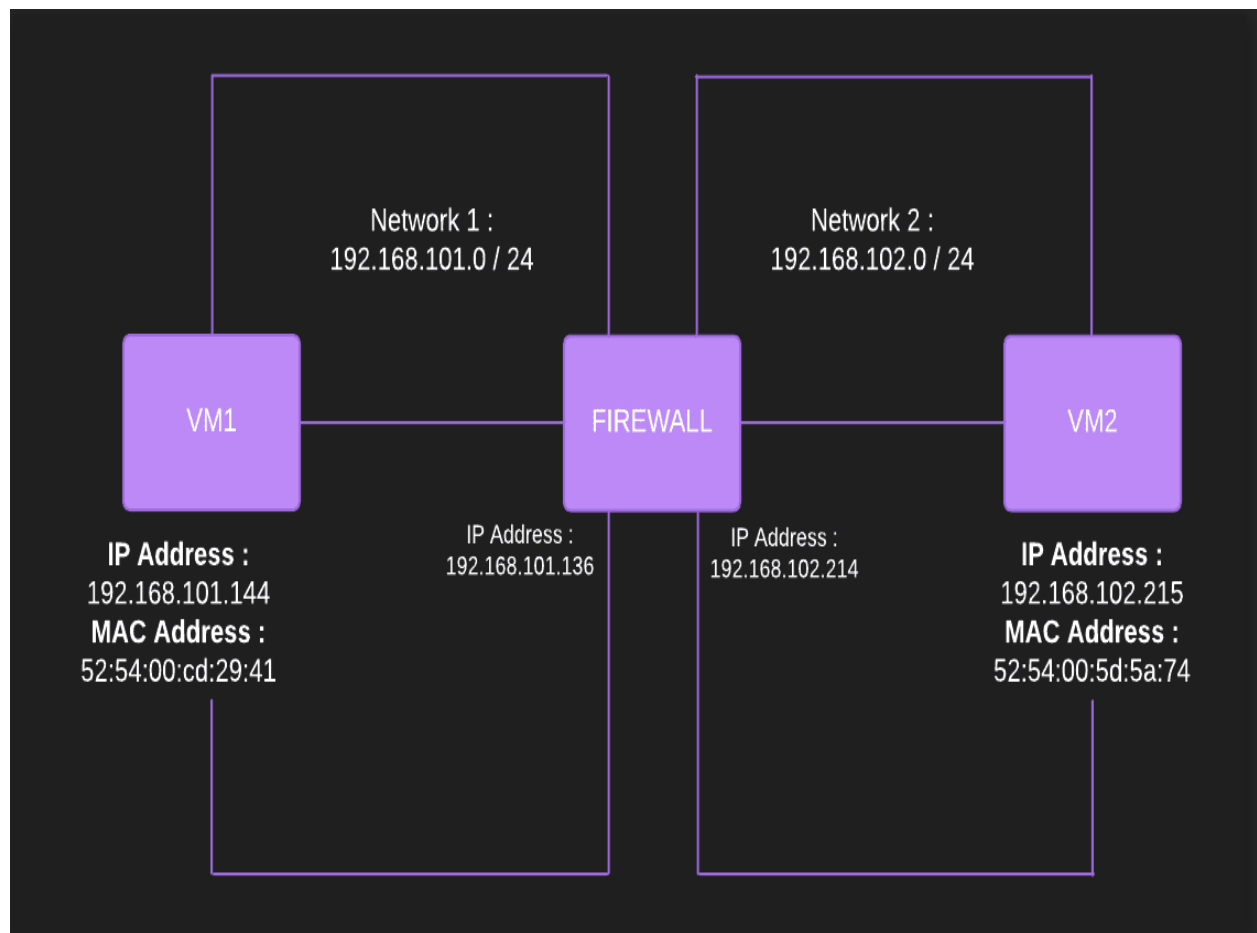 Network 1 :
192.168.101.0 / 24
Network 2 :
192.168.102.0 / 24
VM1
FIREWALL
VM2
IP Address :
192.168.101.136
IP Address :
192.168.102.214
IP Address :
192.168.101.144
MAC Address :
52:54:00:cd:29:41
IP Address :
192.168.102.215
MAC Address :
52:54:00:5d:5a:74